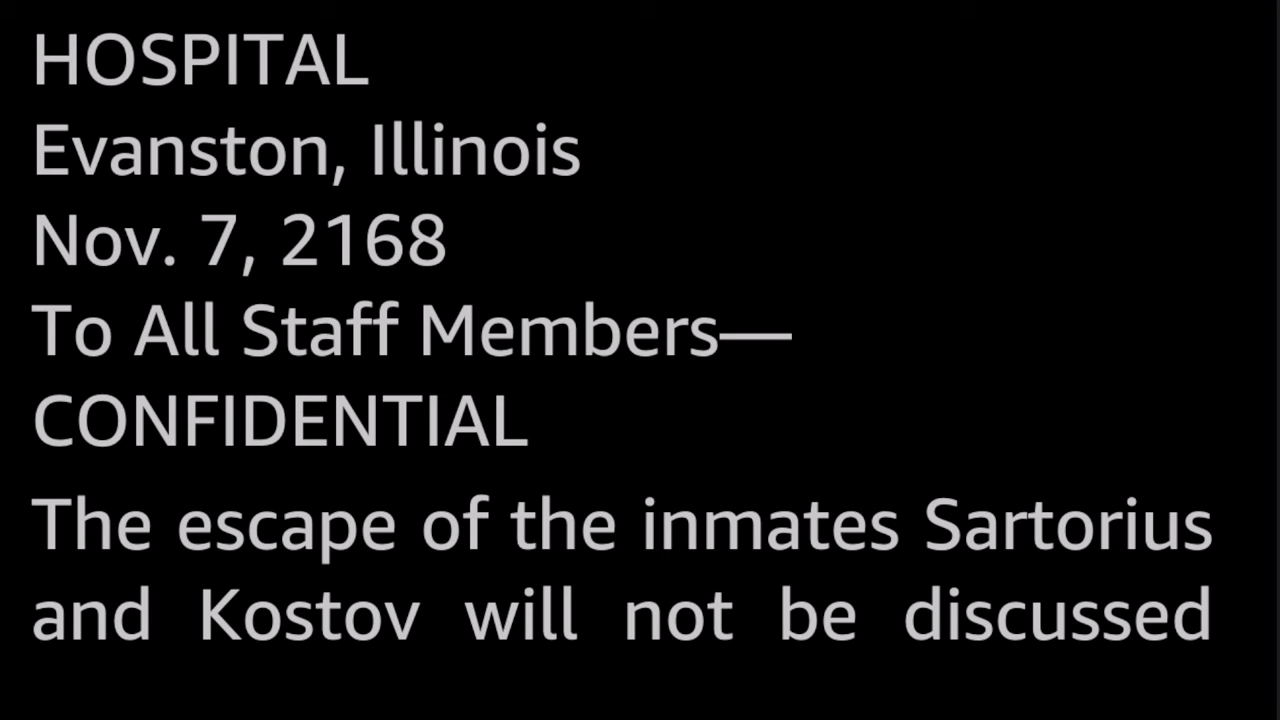 HOSPITAL
Evanston, Illinois
Nov. 7, 2168
To All Staff Members—
CONFIDENTIAL
The escape of the inmates Sartorius
and Kostov will not be discussed